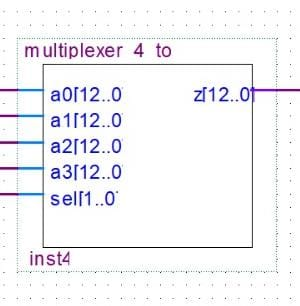 multiplexer 4 to
a0[12..0]
z[12..0]
a1[12..0]
a2[12..0]
a3[12..0]
sel[1..0]
inst4